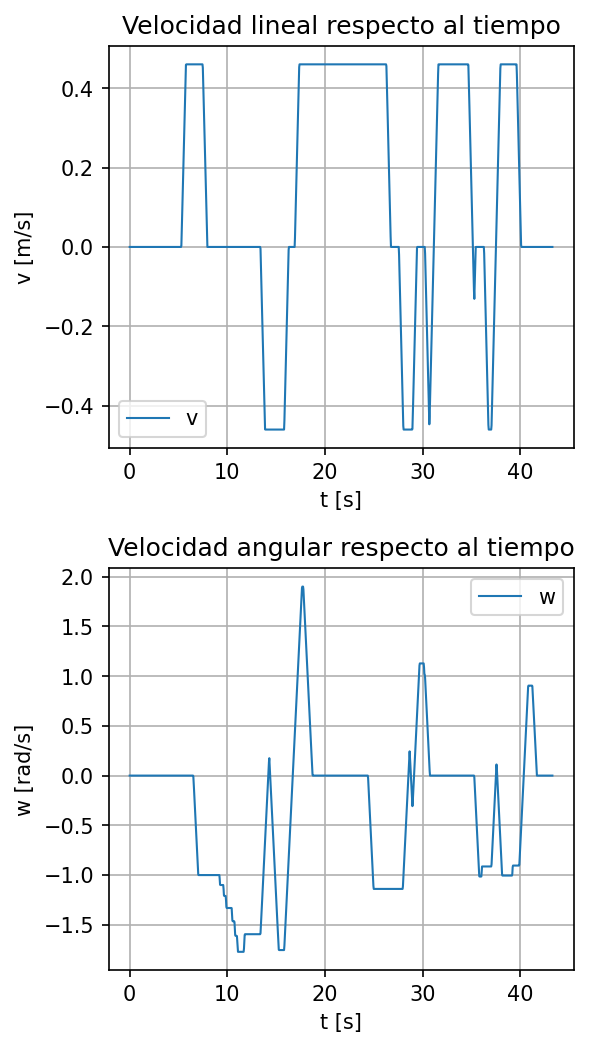 Velocidad lineal respecto al tiempo
0.4
0.2
0.0
−0.2
−0.4
v [m/s]
v
0 10 20 30 40
t [s]
Velocidad angular respecto al tiempo
2.0
1.5
1.0
0.5
0.0
−0.5
−1.0
−1.5
w [rad/s]
w
0 10 20 30 40
t [s]